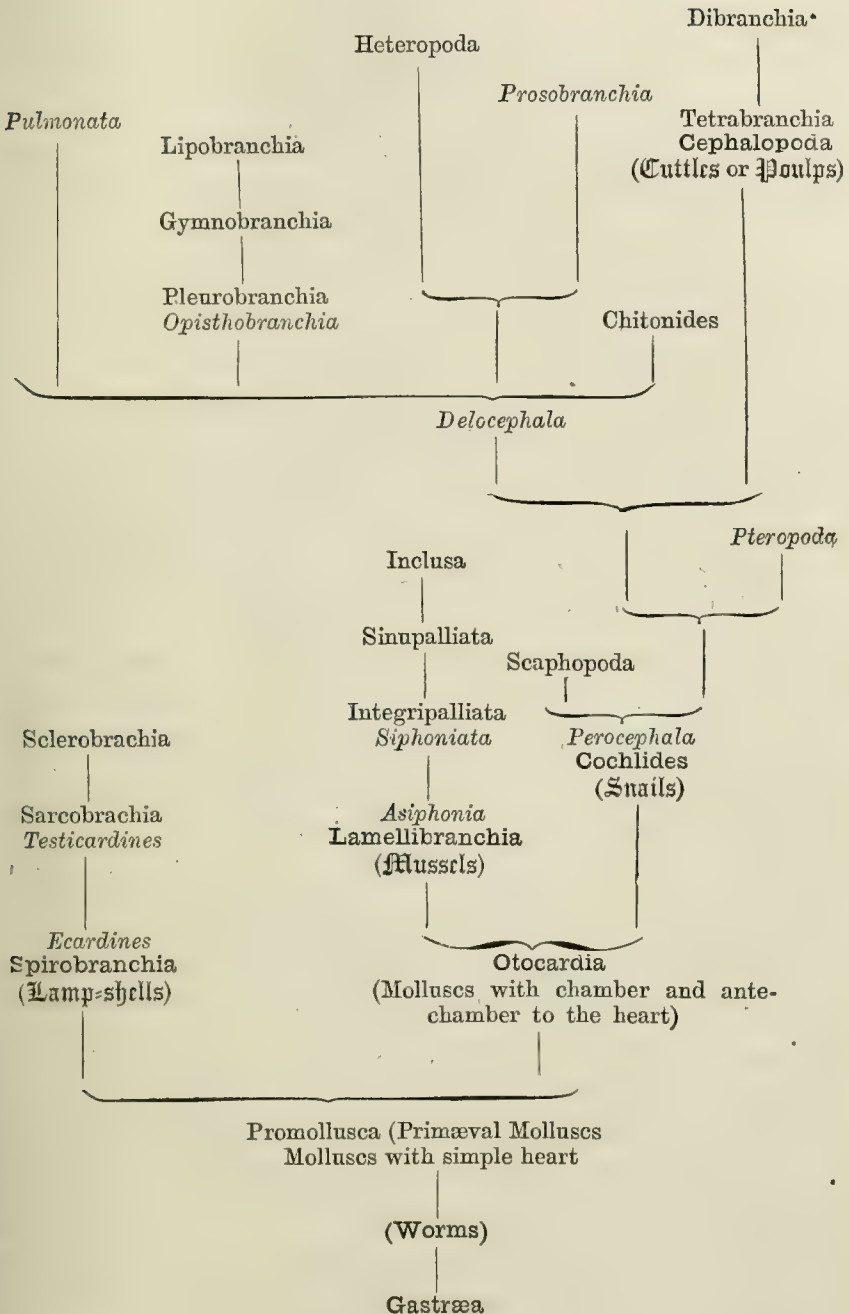 Dibranchia
Heteropoda
Prosobranchia
Pulmonata
Tetrabranchia
Cephalopoda
(Cuttles or Poulps)
Lipobranchia
Gymnobranchia
Pleurobranchia
Opisthobranchia
Chitonides
Delocephala
Pteropoda
Inclusa
Sinupalliata
Scaphopoda
Integripalliata
Siphoniata
Perocephala
Cochlides
(Snails)
Sclerobrachia
Sarcobrachia
Testicardines
Asiphonia
Lamellibranchia
(Mussels)
Ecardines
Spirobranchia
(Lamp-shells)
Otocardia
(Molluscs with chamber and ante-
chamber to the heart)
Promollusca (Primæval Molluscs
Molluscs with simple heart
(Worms)
Gastræa